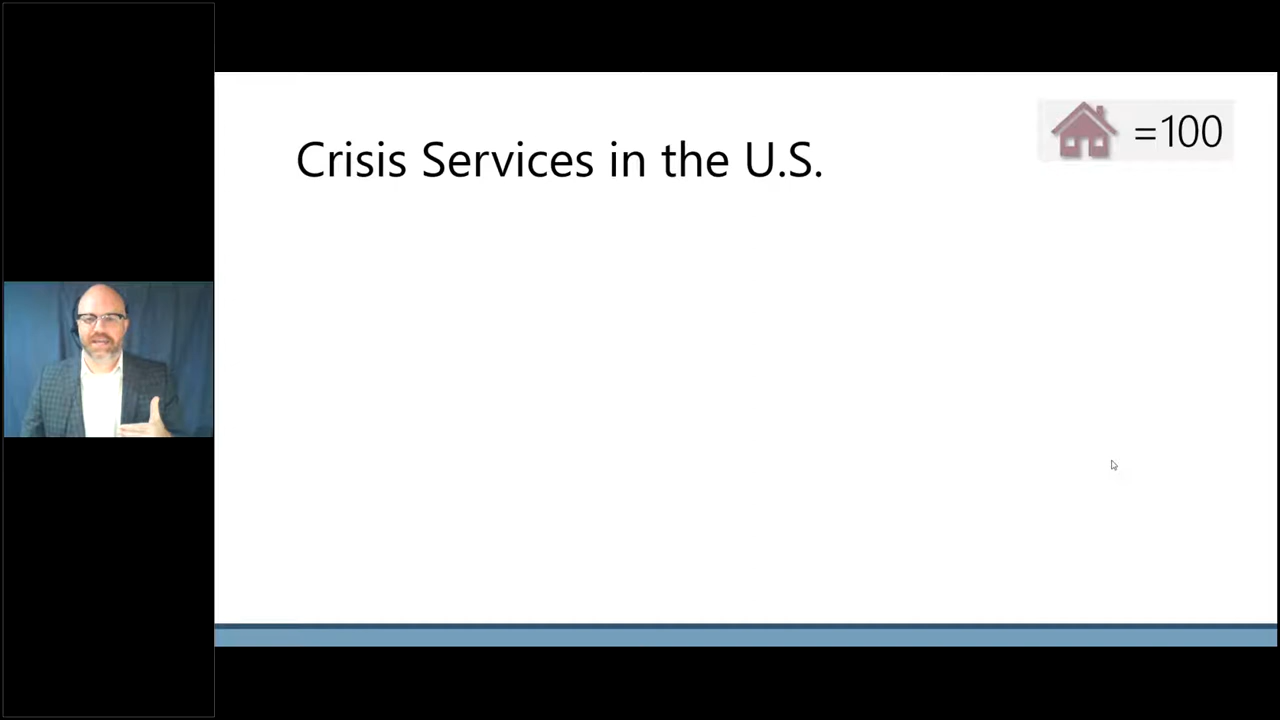 Crisis Services in the U.S.
=100